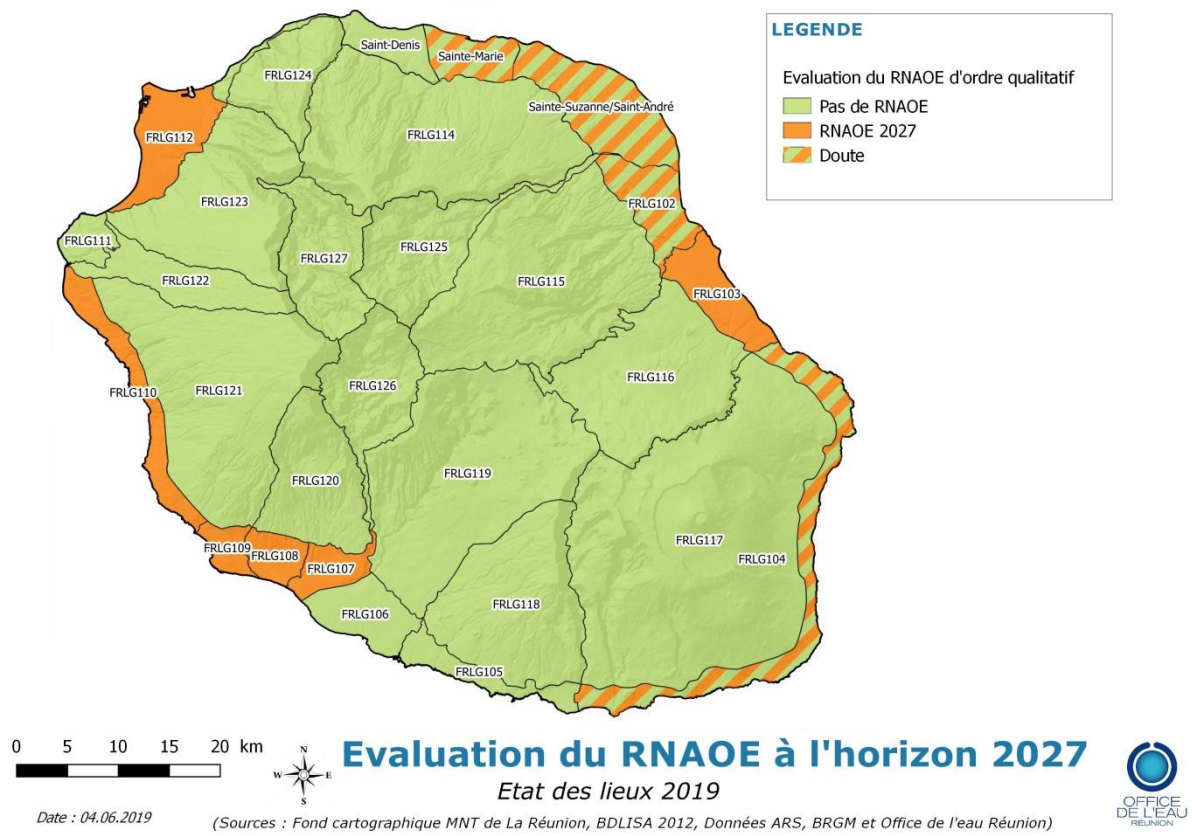 LEGENDE
Evaluation du RNAOE d'ordre qualitatif
Pas de RNAOE
RNAOE 2027
Doute
Saint-Denis
Sainte-Marie
FRLG124
Sainte-Suzanne/Saint-André
FRLG112
FRLG114
FRLG123
FRLG102
FRLG111
FRLG125
FRLG127
FRLG122
FRLG115
FRLG103
FRLG116
FRLG110
FRLG121
FRLG126
FRLG119
FRLG120
FRLG117
FRLG104
FRLG109
FRLG108
FRLG107
FRLG118
FRLG106
FRLG105
0 5 10 15 20 km
N
W E
S
Evaluation du RNAOE à l'horizon 2027
Etat des lieux 2019
Date : 04.06.2019
(Sources : Fond cartographique MNT de La Réunion, BDLISA 2012, Données ARS, BRGM et Office de l'eau Réunion)
OFFICE
DE L'EAU
RÉUNION